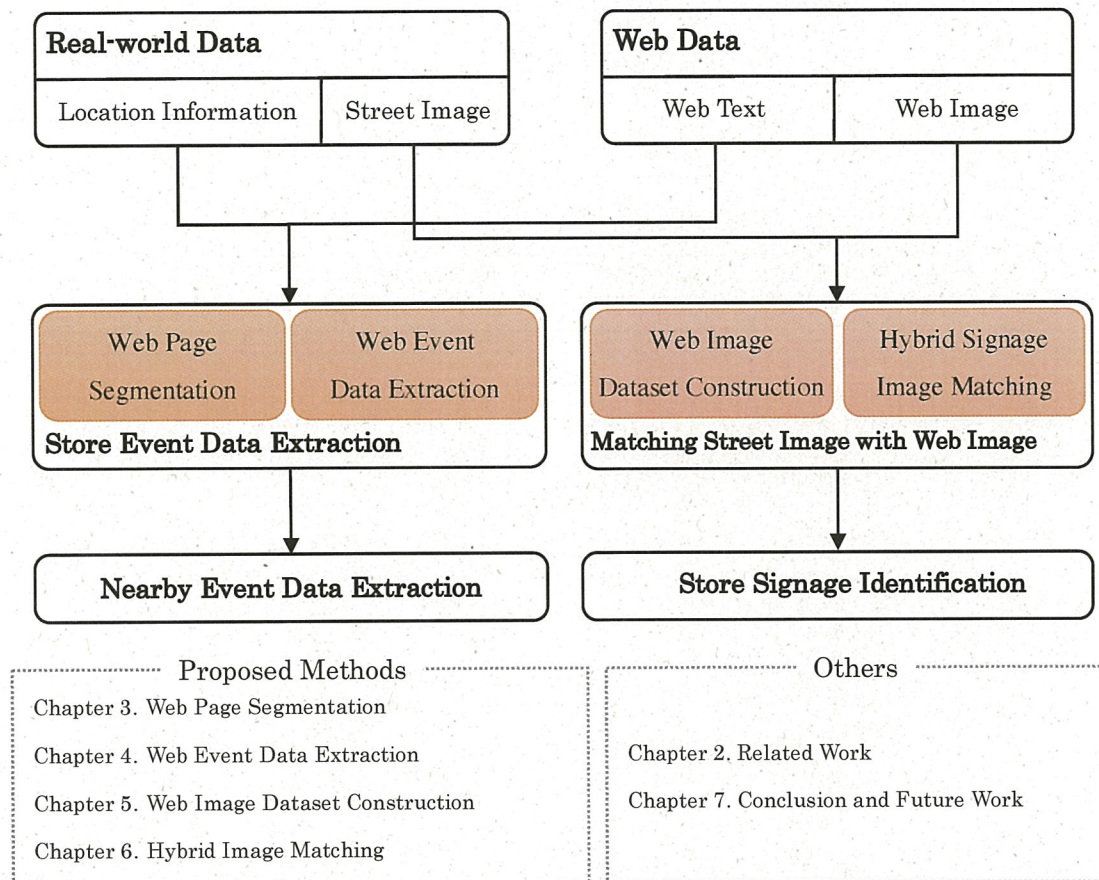 Real-world Data
Location Information
Street Image
Web Data
Web Text
Web Image
Web Page
Segmentation
Web Event
Data Extraction
Store Event Data Extraction
Web Image
Dataset Construction
Hybrid Signage
Image Matching
Matching Street Image with Web Image
Nearby Event Data Extraction
Store Signage Identification
Proposed Methods
Chapter 3. Web Page Segmentation
Chapter 4. Web Event Data Extraction
Chapter 5. Web Image Dataset Construction
Chapter 6. Hybrid Image Matching
Others
Chapter 2. Related Work
Chapter 7. Conclusion and Future Work